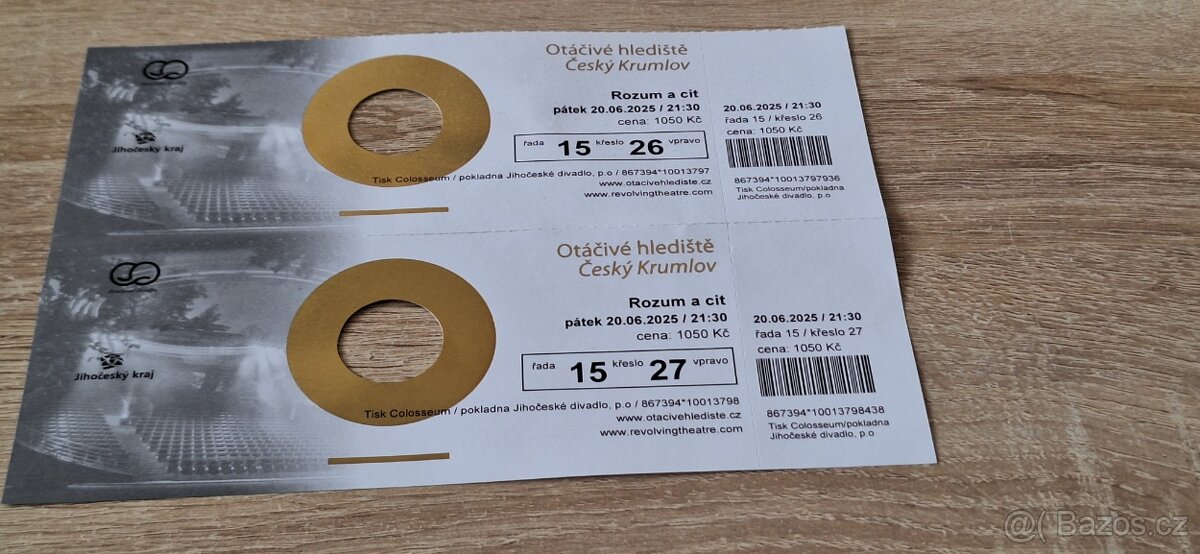 Otáčivé hlediště
Český Krumlov
Jihočeský kraj
Rozum a cit
pátek 20.06.2025 / 21:30
cena: 1050 Kč
řada 15 křeslo 26 vpravo
Tisk Colosseum / pokladna Jihočeské divadlo, p.o / 867394*10013797
www.otacivehlediste.cz
www.revolvingtheatre.com
20.06.2025 / 21:30
řada 15 / křeslo 26
cena: 1050 Kč
867394*10013797936
Tisk Colosseum/pokladna
Jihočeské divadlo, p.o
Otáčivé hlediště
Český Krumlov
Jihočeský kraj
Rozum a cit
pátek 20.06.2025 / 21:30
cena: 1050 Kč
řada 15 křeslo 27 vpravo
Tisk Colosseum / pokladna Jihočeské divadlo, p.o / 867394*10013798
www.otacivehlediste.cz
www.revolvingtheatre.com
20.06.2025 / 21:30
řada 15 / křeslo 27
cena: 1050 Kč
867394*10013798438
Tisk Colosseum/pokladna
Jihočeské divadlo, p.o
@( Bazos.cz